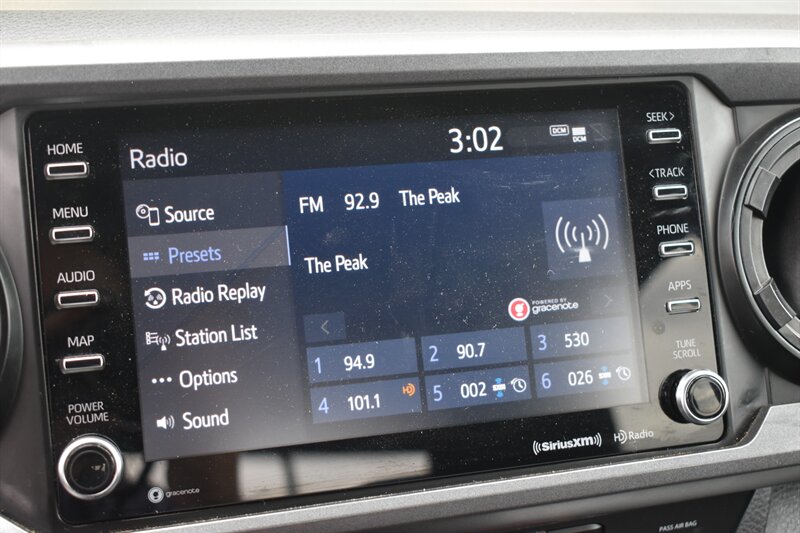 HOME
MENU
AUDIO
MAP
POWER
VOLUME
Radio
3:02
DCM
DCM
Source
Presets
Radio Replay
Station List
Options
Sound
FM 92.9 The Peak
The Peak
POWERED BY
gracenote
1 94.9
2 90.7
3 530
4 101.1
5 002
6 026
SEEK >
< TRACK
PHONE
APPS
TUNE
SCROLL
gracenote
((SiriusXM))
HD Radio
PASS AIR BAG